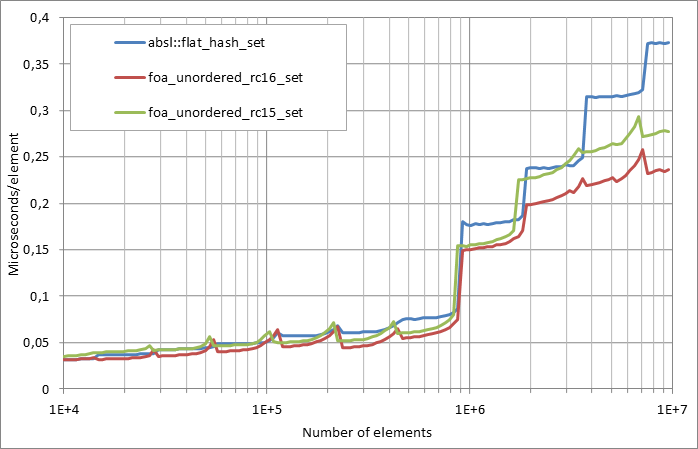 0,4
0,35
0,3
0,25
0,2
0,15
0,1
0,05
0
Microseconds/element
absl::flat_hash_set
foa_unordered_rc16_set
foa_unordered_rc15_set
1E+4 1E+5 1E+6 1E+7
Number of elements